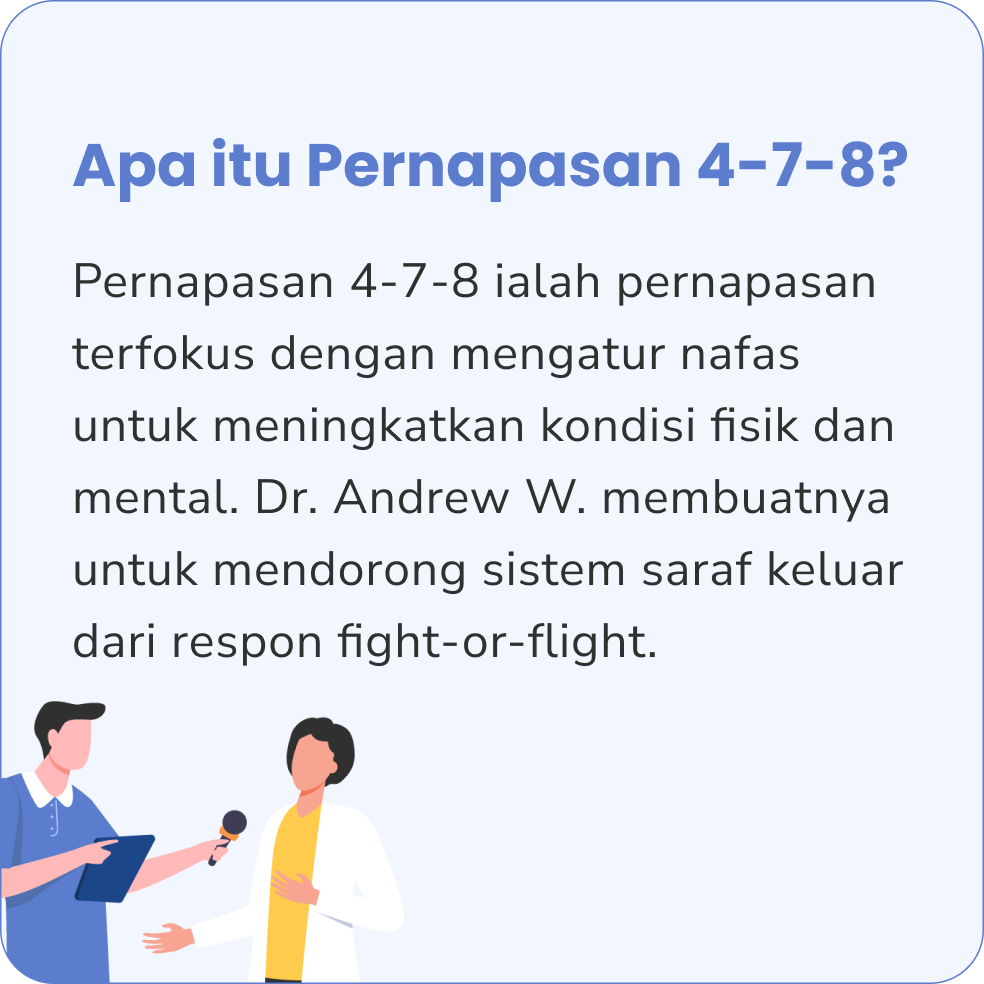 Apa itu Pernapasan 4-7-8?
Pernapasan 4-7-8 ialah pernapasan
terfokus dengan mengatur nafas
untuk meningkatkan kondisi fisik dan
mental. Dr. Andrew W. membuatnya
untuk mendorong sistem saraf keluar
dari respon fight-or-flight.